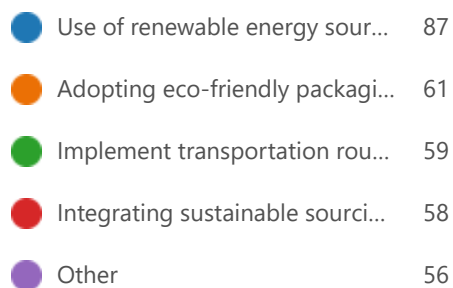 Use of renewable energy sour... 87
Adopting eco-friendly packagi... 61
Implement transportation rou... 59
Integrating sustainable sourci... 58
Other 56